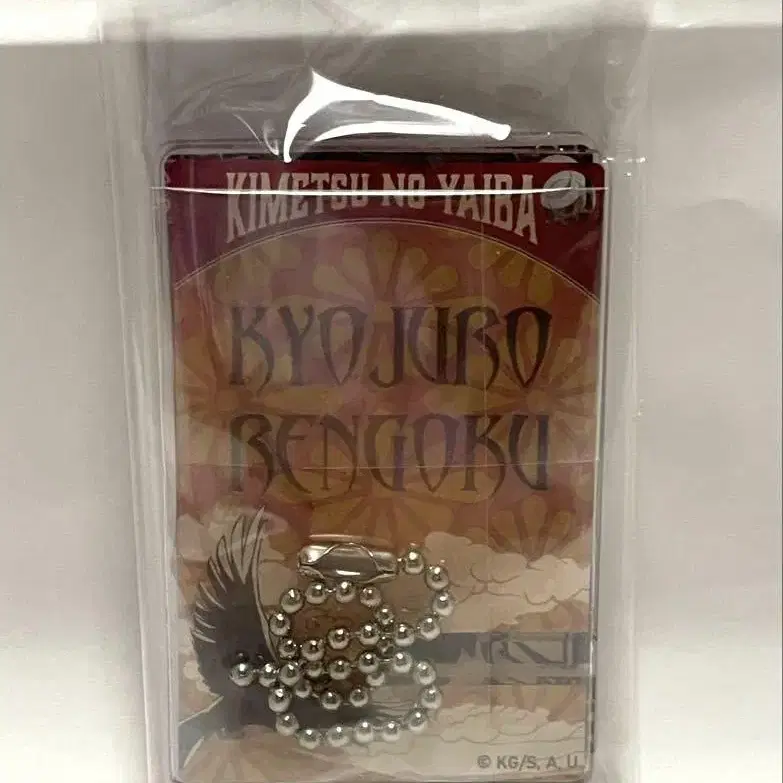 KIMETSU NO YAIBA
KYOJURO
RENGOKU
© KG/S, A, U.